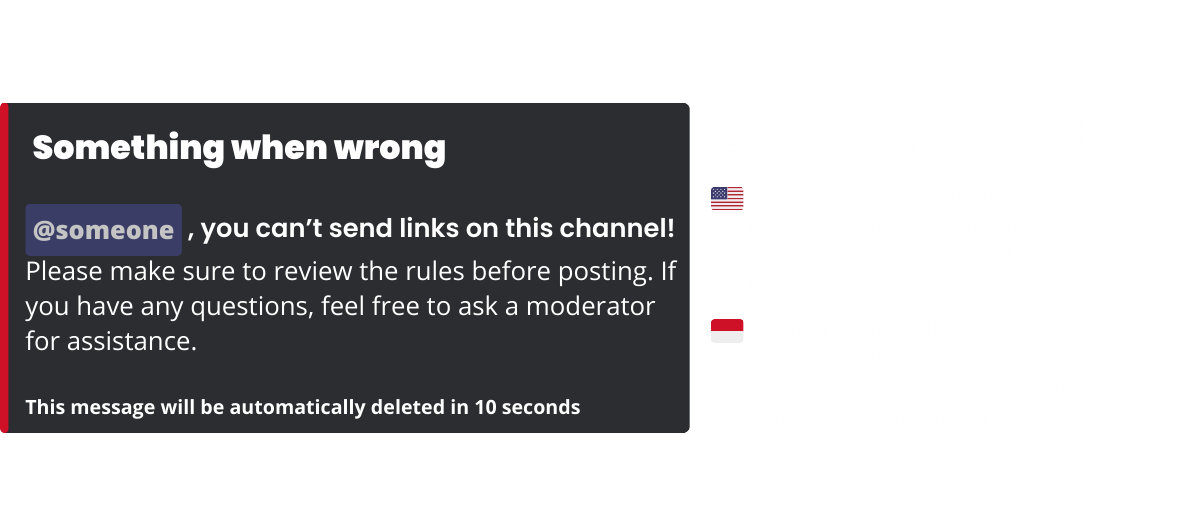 Something when wrong
@someone , you can’t send links on this channel!
Please make sure to review the rules before posting. If
you have any questions, feel free to ask a moderator
for assistance.
This message will be automatically deleted in 10 seconds